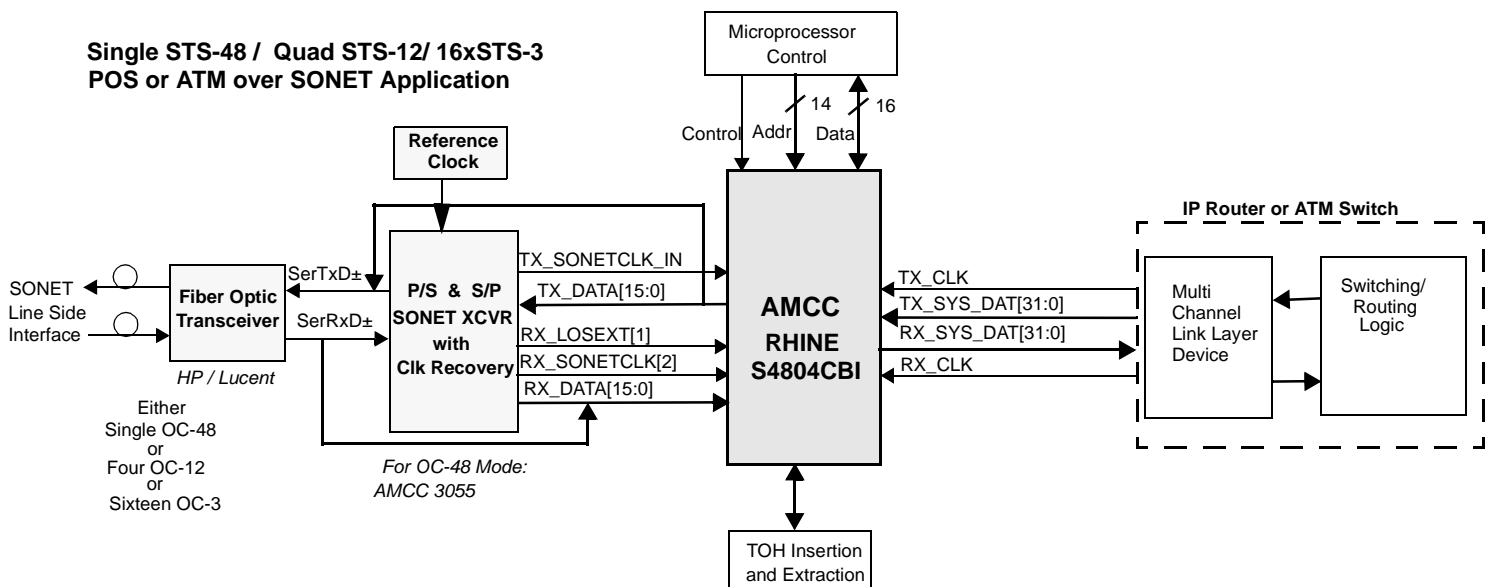 Single STS-48 / Quad STS-12/ 16xSTS-3
POS or ATM over SONET Application
Microprocessor
Control
14
16
Control
Addr
Data
Reference
Clock
SONET
Line Side
Interface
Fiber Optic
Transceiver
HP / Lucent
Either
Single OC-48
or
Four OC-12
or
Sixteen OC-3
SerTxD±
SerRxD±
P/S & S/P
SONET XCVR
with
Clk Recovery
For OC-48 Mode:
AMCC 3055
TX_SONETCLK_IN
TX_DATA[15:0]
RX_LOSEXT[1]
RX_SONETCLK[2]
RX_DATA[15:0]
AMCC
RHINE
S4804CBI
TOH Insertion
and Extraction
TX_CLK
TX_SYS_DAT[31:0]
RX_SYS_DAT[31:0]
RX_CLK
IP Router or ATM Switch
Multi
Channel
Link Layer
Device
Switching/
Routing
Logic